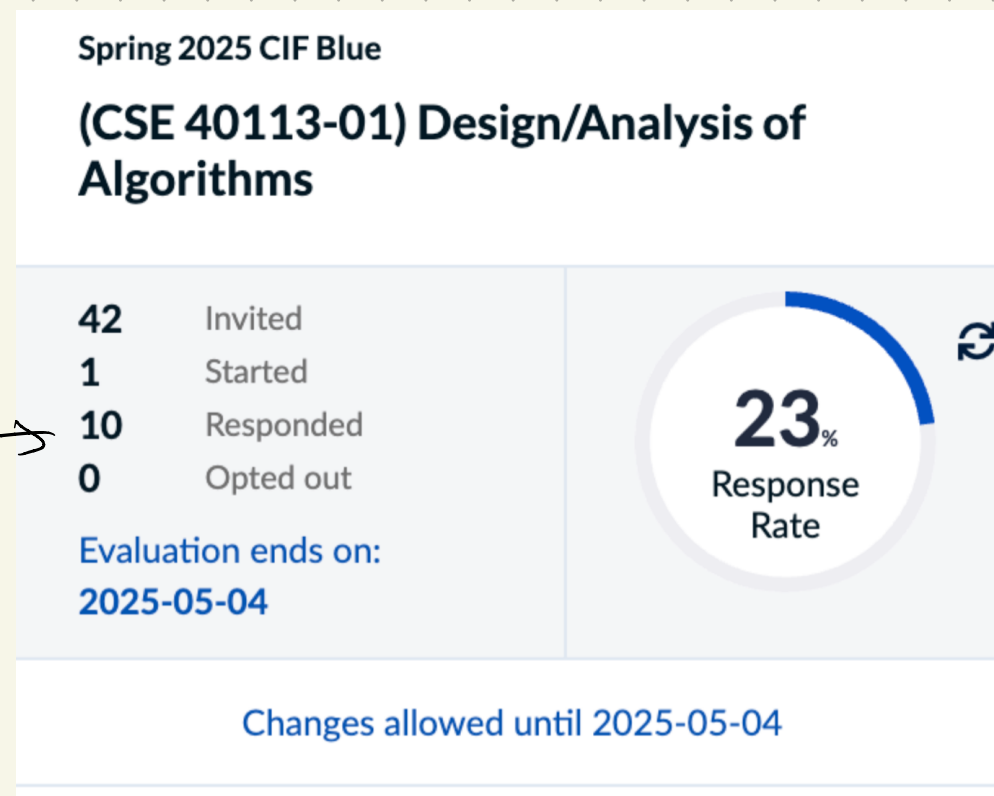 Spring 2025 CIF Blue
(CSE 40113-01) Design/Analysis of
Algorithms
42 Invited
1 Started
10 Responded
0 Opted out
Evaluation ends on:
2025-05-04
23%
Response
Rate
Changes allowed until 2025-05-04